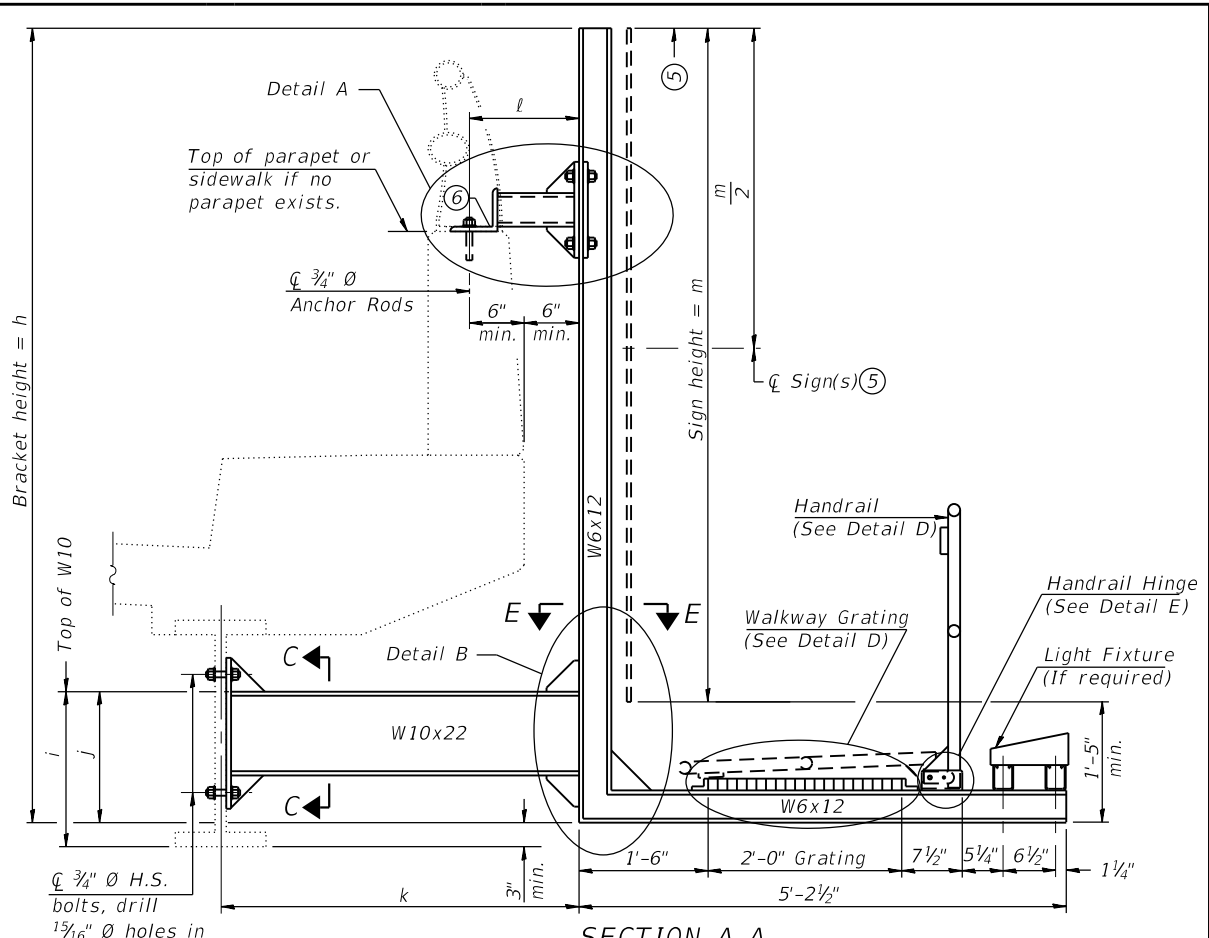 Detail A
ℓ
⑤
Top of parapet or
sidewalk if no
parapet exists.
⑥
m/2
℄ ¾" Ø
Anchor Rods
6"
min.
6"
min.
Sign height = m
℄ Sign(s) ⑤
Bracket height = h
W6x12
Handrail
(See Detail D)
Top of W10
E
E
Handrail Hinge
(See Detail E)
Walkway Grating
(See Detail D)
C
Detail B
Light Fixture
(If required)
W10x22
i
j
1'-5"
min.
C
W6x12
1'-6"
2'-0" Grating
7½"
5¼"
6½"
1¼"
3"
min.
k
5'-2½"
℄ ¾" Ø H.S.
bolts, drill
15/16" Ø holes in
SECTION A-A